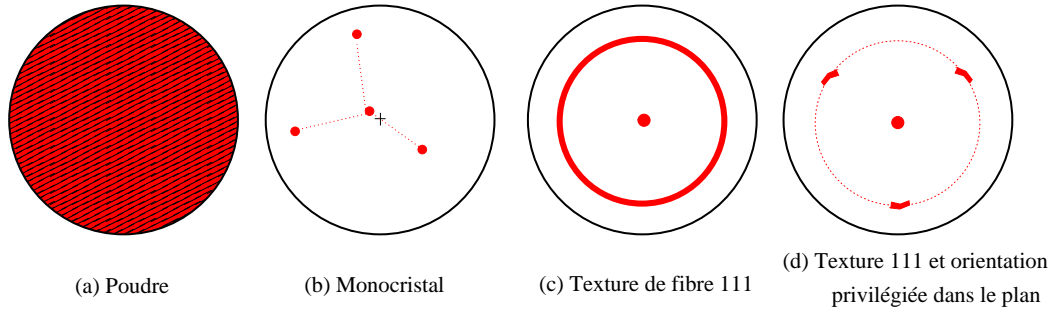 (a) Poudre
(b) Monocristal
(c) Texture de fibre 111
(d) Texture 111 et orientation
privilégiée dans le plan